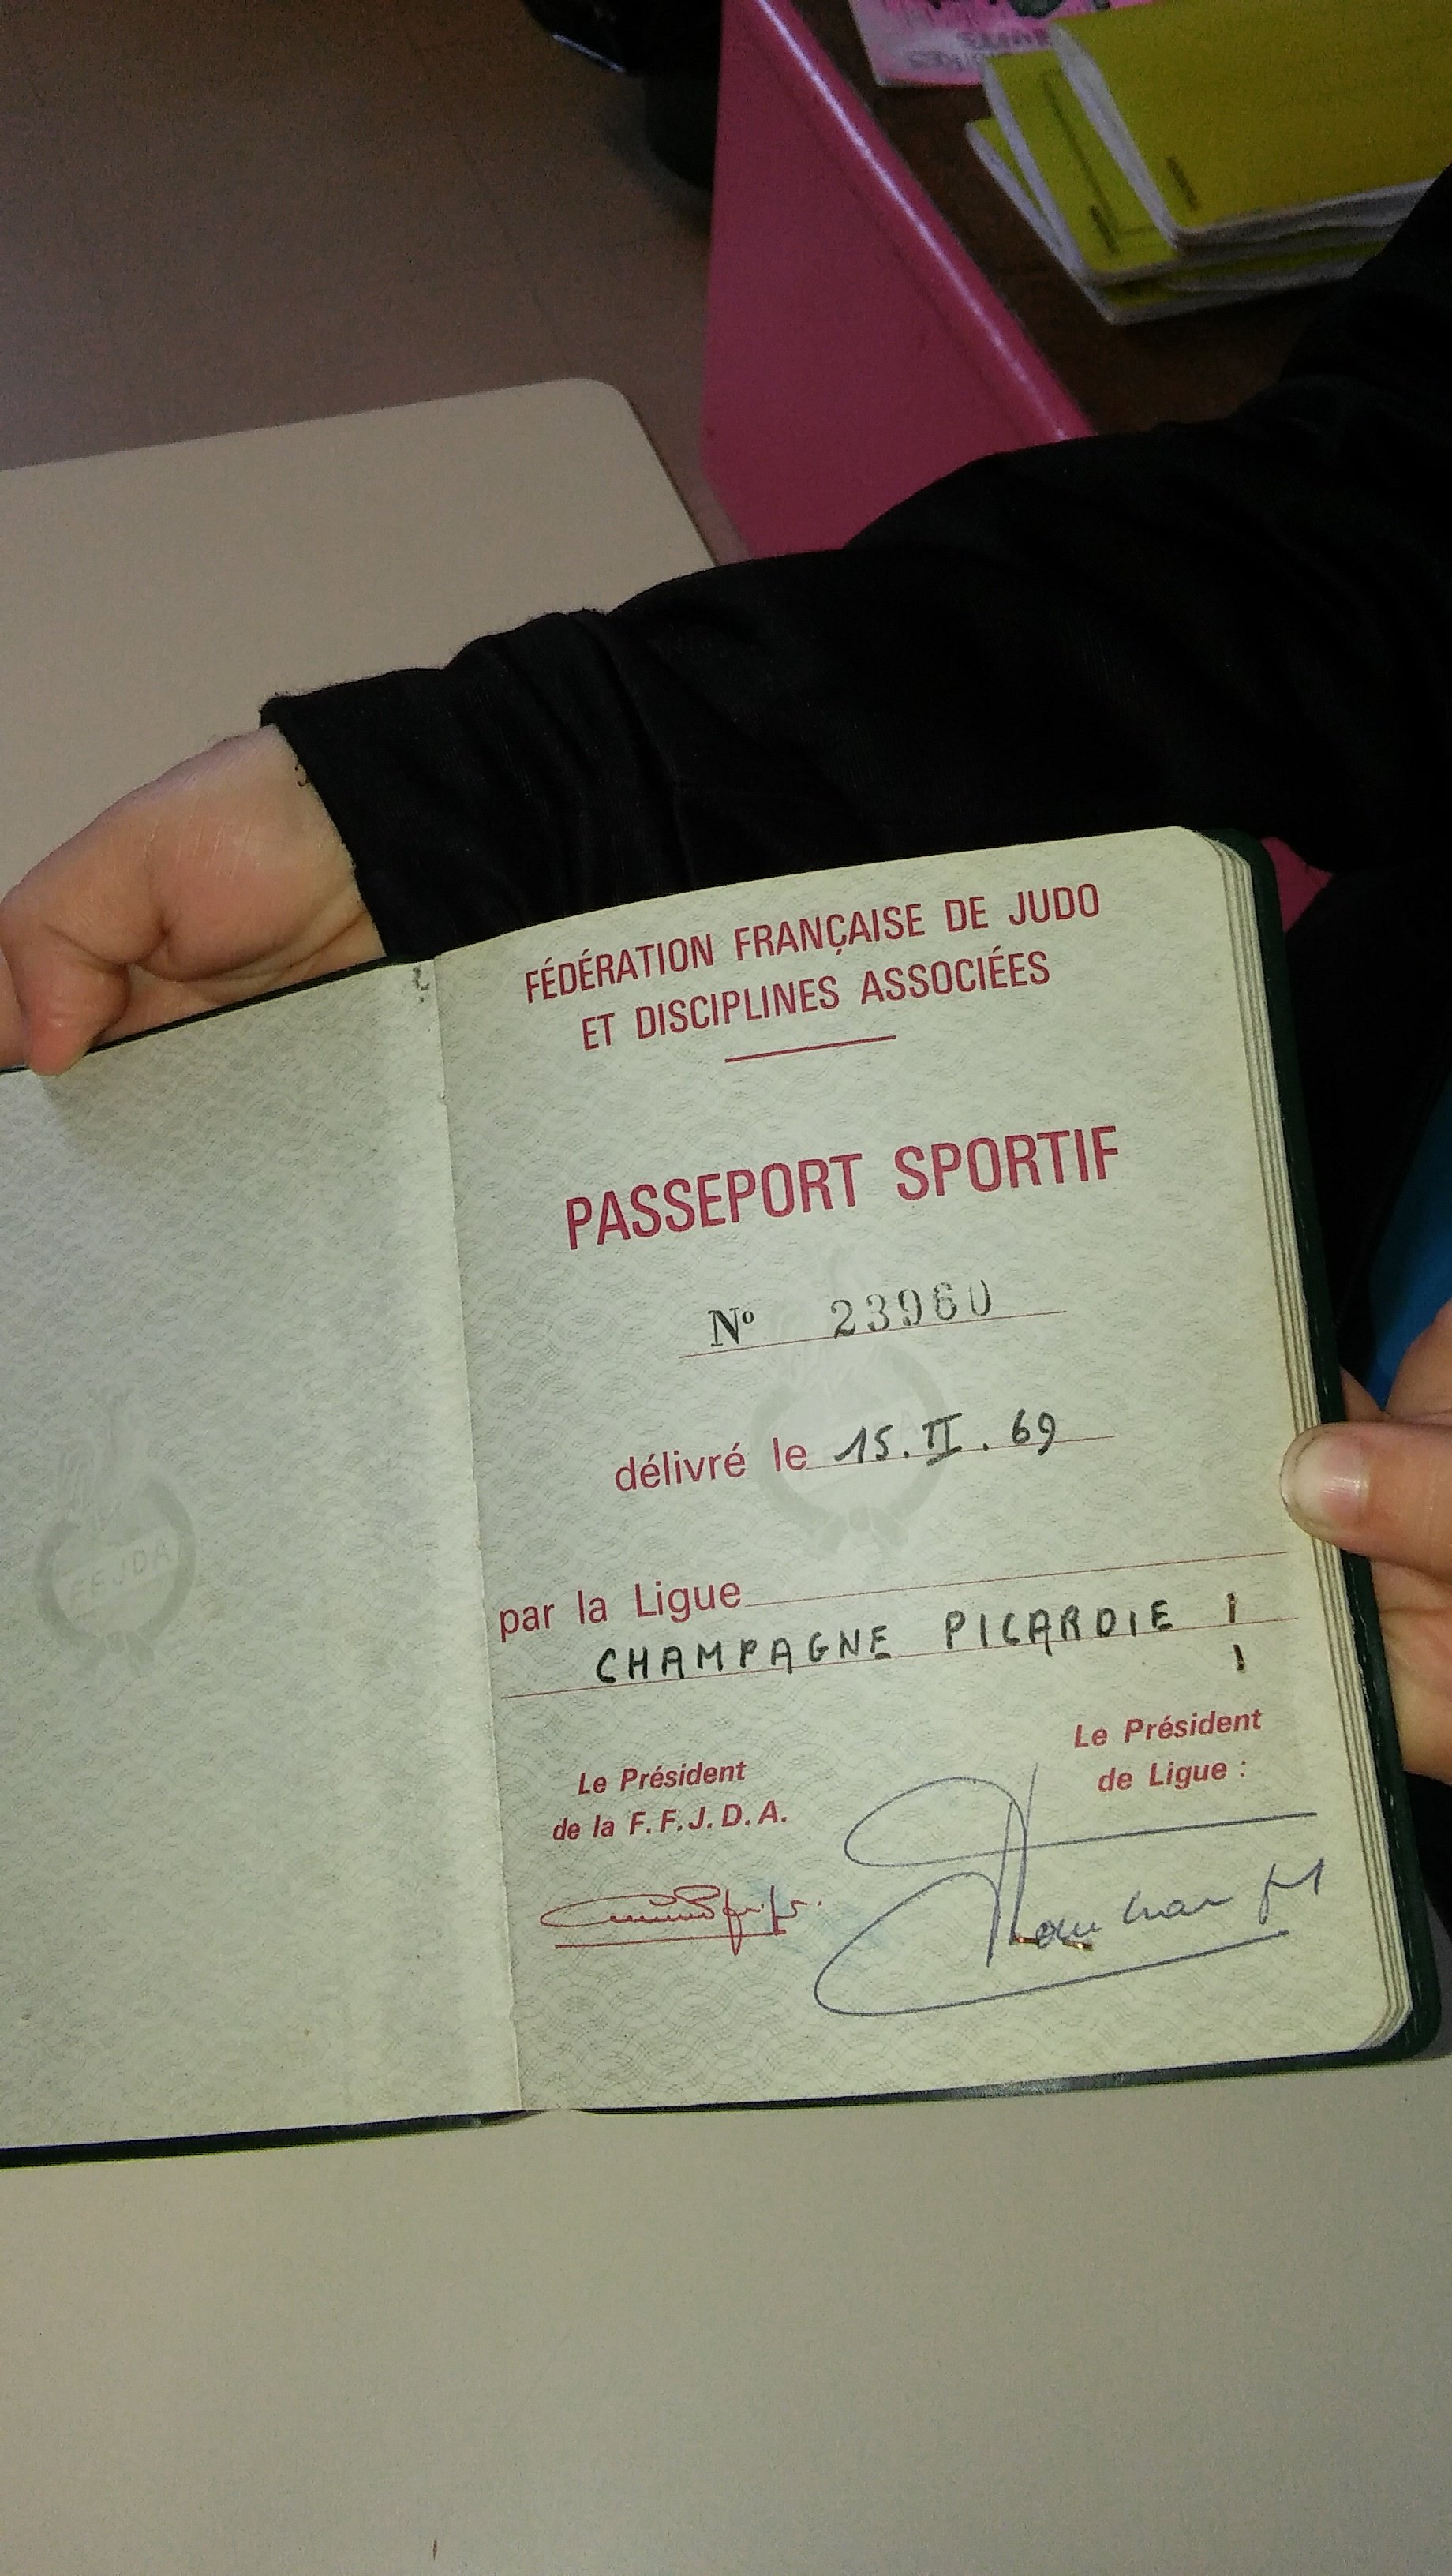 FÉDÉRATION FRANÇAISE DE JUDO
ET DISCIPLINES ASSOCIÉES
PASSEPORT SPORTIF
Nº 23960
délivré le 15.II.69
par la Ligue
CHAMPAGNE PICARDIE
Le Président
de la F.F.J.D.A.
Le Président
de Ligue :
FFJDA